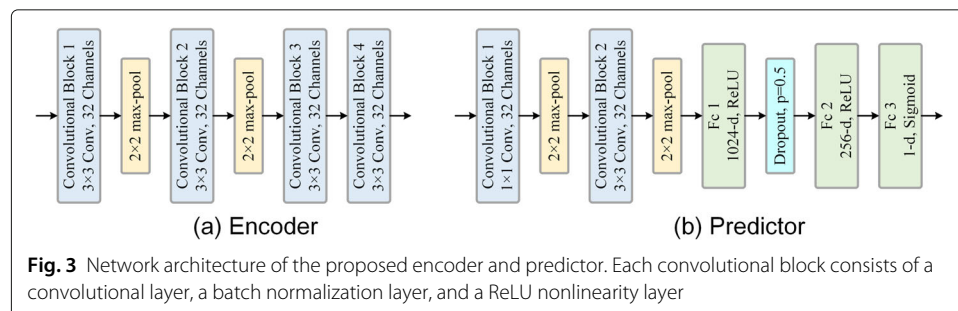 Convolutional Block 1
3×3 Conv, 32 Channels
2×2 max-pool
Convolutional Block 2
3×3 Conv, 32 Channels
2×2 max-pool
Convolutional Block 3
3×3 Conv, 32 Channels
Convolutional Block 4
3×3 Conv, 32 Channels
(a) Encoder
Convolutional Block 1
1×1 Conv, 32 Channels
2×2 max-pool
Convolutional Block 2
3×3 Conv, 32 Channels
2×2 max-pool
Fc 1
1024-d, ReLU
Dropout, p=0.5
Fc 2
256-d, ReLU
Fc 3
1-d, Sigmoid
(b) Predictor
Fig. 3 Network architecture of the proposed encoder and predictor. Each convolutional block consists of a
convolutional layer, a batch normalization layer, and a ReLU nonlinearity layer